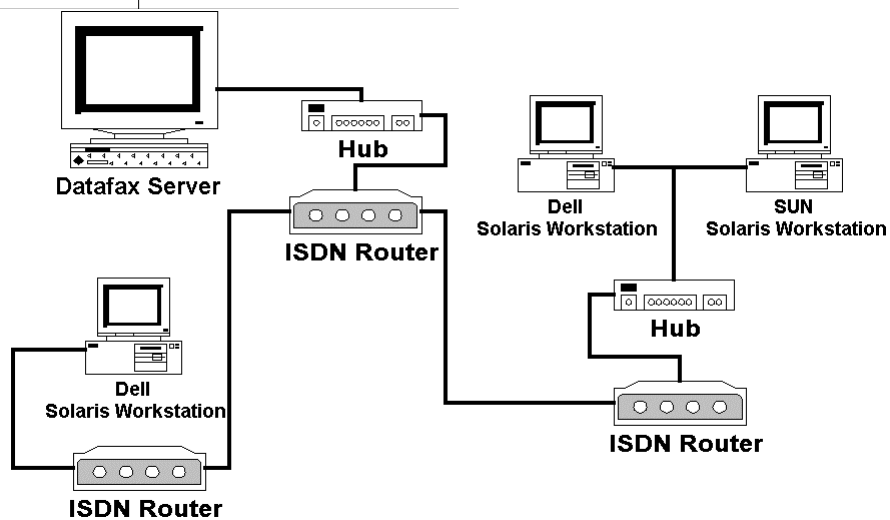 Hub
Datafax Server
ISDN Router
Dell
Solaris Workstation
SUN
Solaris Workstation
Hub
Dell
Solaris Workstation
ISDN Router
ISDN Router